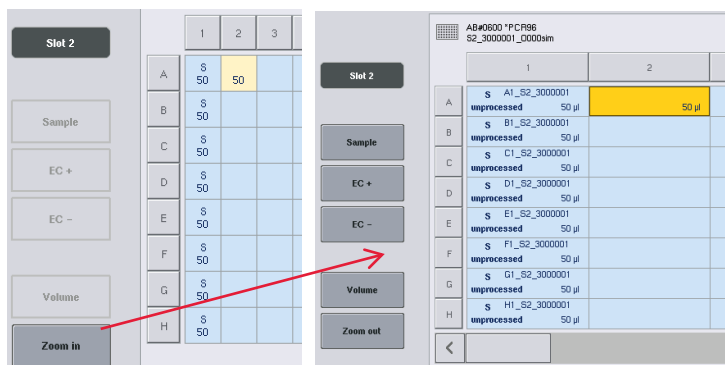 Slot 2
Sample
EC +
EC -
Volume
Zoom in
1 2 3
A S 50 50
B S 50
C S 50
D S 50
E S 50
F S 50
G S 50
H S 50
AB#0600 *PCR96
S2_3000001_0000sim
Slot 2
Sample
EC +
EC -
Volume
Zoom out
1 2
A S A1_S2_3000001
unprocessed 50 µl 50 µl
B S B1_S2_3000001
unprocessed 50 µl
C S C1_S2_3000001
unprocessed 50 µl
D S D1_S2_3000001
unprocessed 50 µl
E S E1_S2_3000001
unprocessed 50 µl
F S F1_S2_3000001
unprocessed 50 µl
G S G1_S2_3000001
unprocessed 50 µl
H S H1_S2_3000001
unprocessed 50 µl